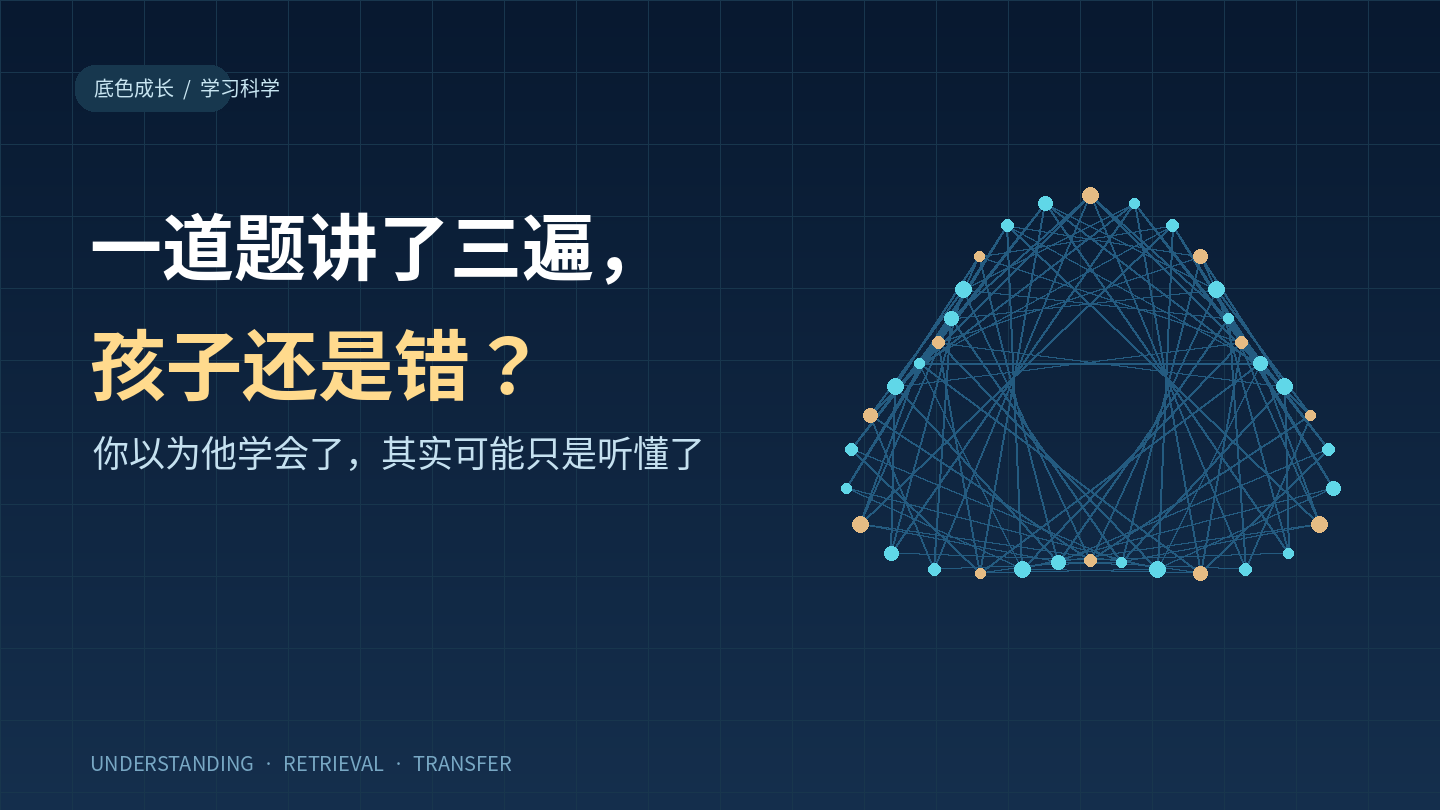 底色成长 / 学习科学
一道题讲了三遍，
孩子还是错？
你以为他学会了，其实可能只是听懂了
UNDERSTANDING · RETRIEVAL · TRANSFER